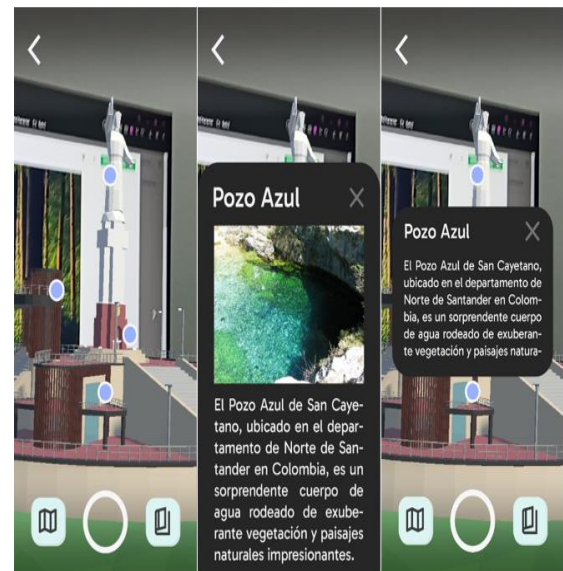 Pozo Azul
El Pozo Azul de San Caye-
tano, ubicado en el depar-
tamento de Norte de San-
tander en Colombia, es un
sorprendente cuerpo de
agua rodeado de exube-
rante vegetación y paisajes
naturales impresionantes.
Pozo Azul
El Pozo Azul de San Cayetano,
ubicado en el departamento de
Norte de Santander en Colom-
bia, es un sorprendente cuerpo
de agua rodeado de exuberan-
te vegetación y paisajes natura-